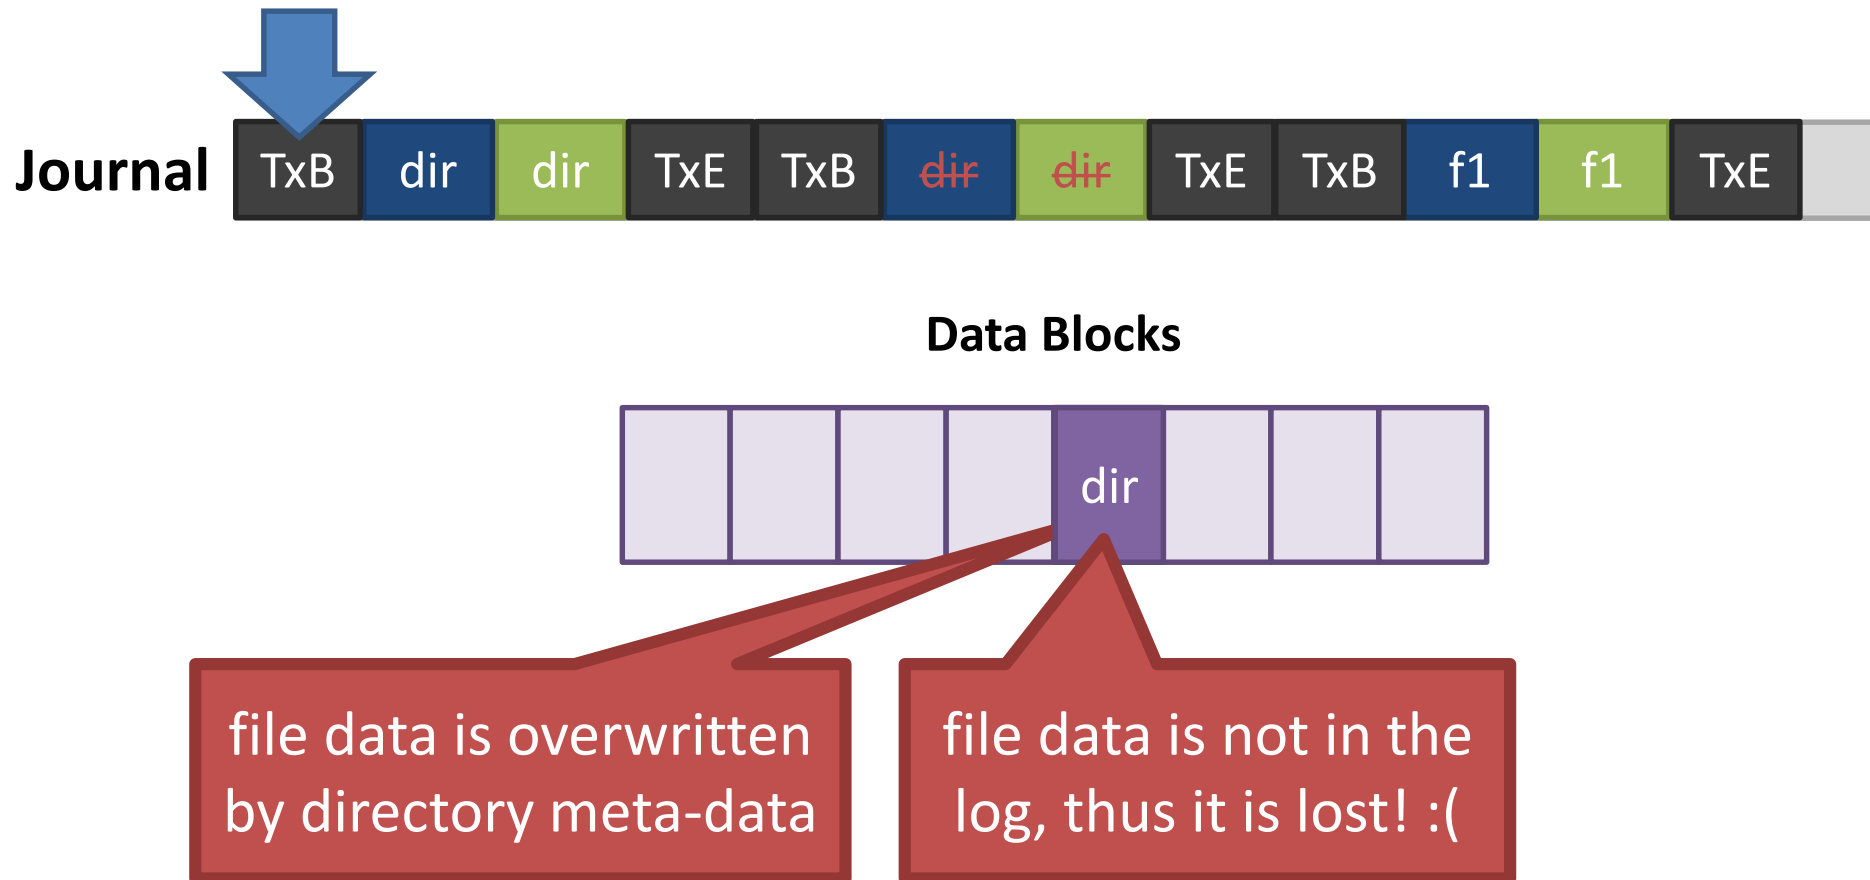 Journal TxB dir dir TxE TxB dir dir TxE TxB f1 f1 TxE
Data Blocks
dir
file data is overwritten
by directory meta-data
file data is not in the
log, thus it is lost! :(